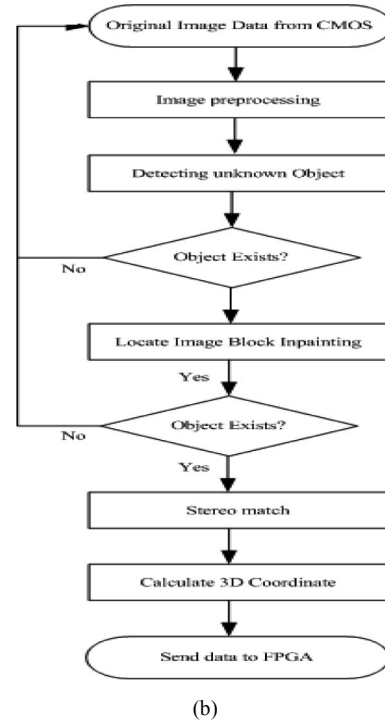 Original Image Data from CMOS
Image preprocessing
Detecting unknown Object
Object Exists?
No
Locate Image Block Inpainting
Yes
Object Exists?
No
Yes
Stereo match
Calculate 3D Coordinate
Send data to FPGA
(b)